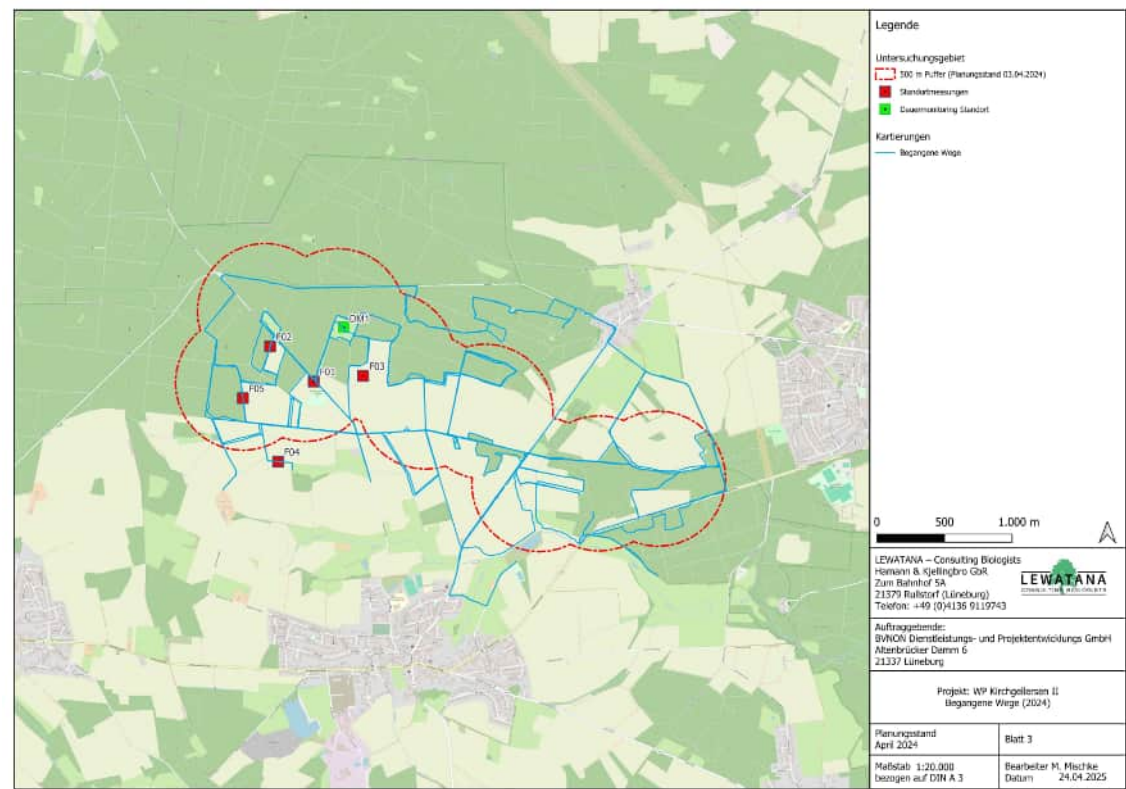 Legende
Untersuchungsgebiet
500 m Puffer (Planungsstand 03.04.2024)
Standortmessungen
Dauermonitoring Standort
Kartierungen
Begangene Wege
DM1
F02
F01
F03
F05
F04
0 500 1.000 m
LEWATANA – Consulting Biologists
Hamann & Kjellingbro GbR
Zum Bahnhof 5A
21379 Rullstorf (Lüneburg)
Telefon: +49 (0)4136 9119743
LEWATANA
CONSULTING BIOLOGISTS
Auftraggebende:
BVNON Dienstleistungs- und Projektentwicklungs GmbH
Altenbrücker Damm 6
21337 Lüneburg
Projekt: WP Kirchgellersen II
Begangene Wege (2024)
Planungsstand
April 2024
Blatt 3
Maßstab 1:20.000
bezogen auf DIN A 3
Bearbeiter M. Mischke
Datum 24.04.2025